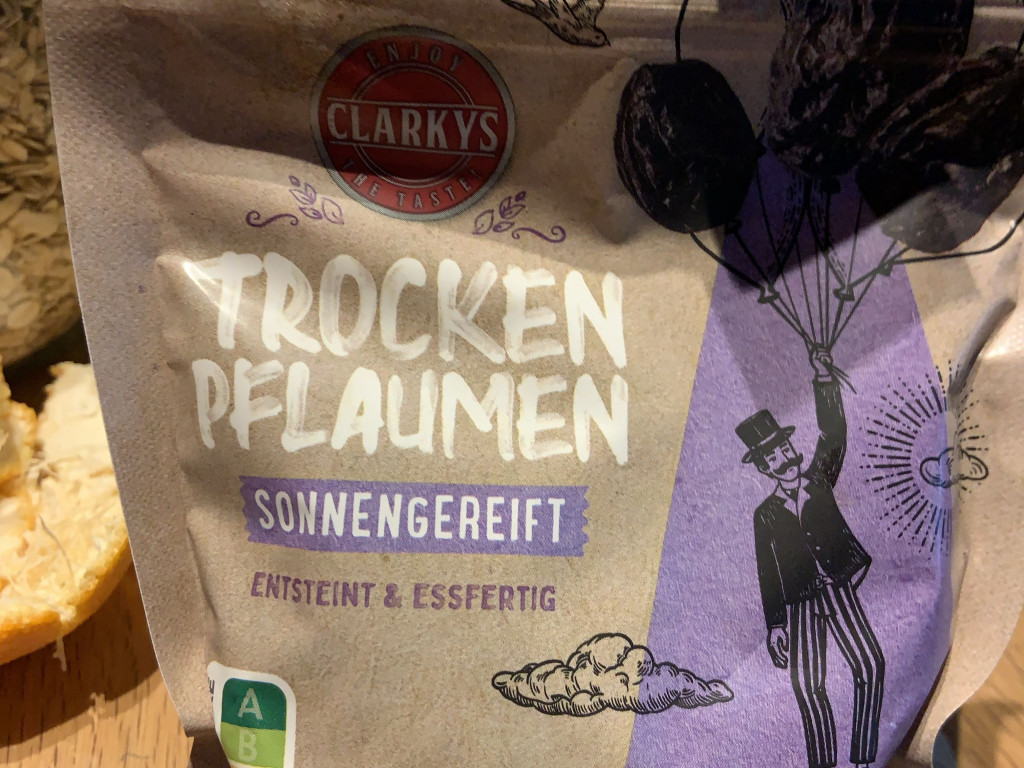 ENJOY
CLARKYS
THE TASTE!
TROCKEN
PFLAUMEN
SONNENGEREIFT
ENTSTEINT & ESSFERTIG
A
B